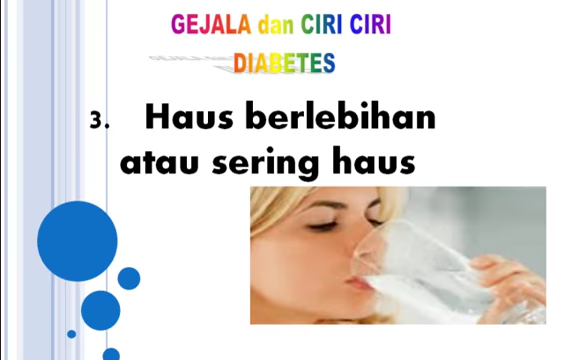 GEJALA dan CIRI CIRI
DIABETES
3. Haus berlebihan
atau sering haus